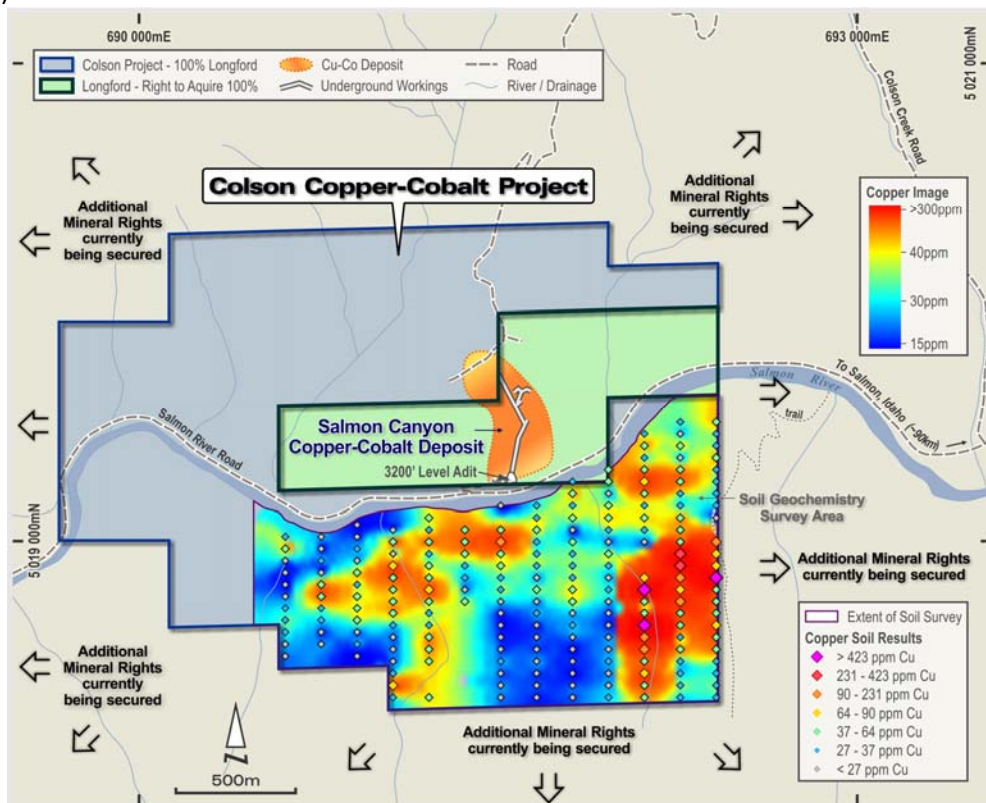 )
690 000mE
693 000mE
5 021 000mN
Colson Project - 100% Longford
Cu-Co Deposit
Road
Longford - Right to Aquire 100%
Underground Workings
River / Drainage
Colson Creek Road
Colson Copper-Cobalt Project
Additional
Mineral Rights
currently
being secured
Additional
Mineral Rights
currently
being secured
Copper Image
>300ppm
40ppm
30ppm
15ppm
Salmon River
To Salmon, Idaho (~90km)
trail
Salmon River Road
Salmon Canyon
Copper-Cobalt Deposit
3200' Level Adit
Soil Geochemistry
Survey Area
5 019 000mN
Additional Mineral Rights
currently being secured
Additional
Mineral Rights
currently
being secured
Extent of Soil Survey
Copper Soil Results
> 423 ppm Cu
231 - 423 ppm Cu
90 - 231 ppm Cu
64 - 90 ppm Cu
37 - 64 ppm Cu
27 - 37 ppm Cu
< 27 ppm Cu
Additional Mineral Rights
currently being secured
N
500m